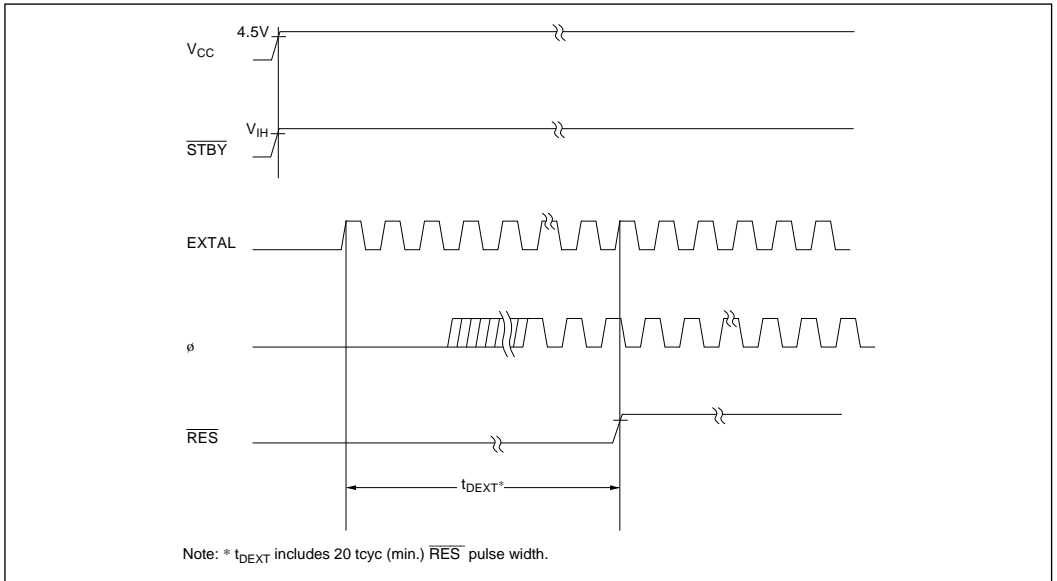 4.5V
VCC
VIH
STBY
EXTAL
ø
RES
tDEXT*
Note: * tDEXT includes 20 tcyc (min.) RES pulse width.